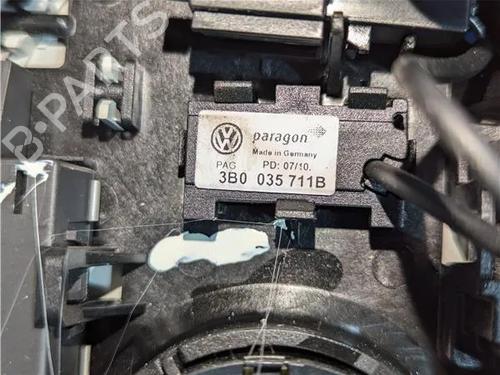 B-PARTS
paragon
Made in Germany
PAG PD: 07/10.
3B0 035 711B